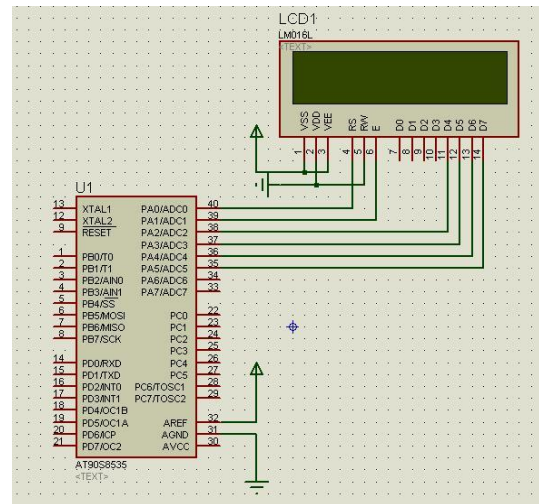 LCD1
LM016L
<TEXT>
VSS
VDD
VEE
RS
RW
E
D0
D1
D2
D3
D4
D5
D6
D7
1
2
3
4
5
6
7
8
9
10
11
12
13
14
U1
13 XTAL1 PA0/ADC0 40
12 XTAL2 PA1/ADC1 39
9 RESET PA2/ADC2 38
PA3/ADC3 37
1 PB0/T0 PA4/ADC4 36
2 PB1/T1 PA5/ADC5 35
3 PB2/AIN0 PA6/ADC6 34
4 PB3/AIN1 PA7/ADC7 33
5 PB4/SS
6 PB5/MOSI PC0 22
7 PB6/MISO PC1 23
8 PB7/SCK PC2 24
PC3 25
14 PD0/RXD PC4 26
15 PD1/TXD PC5 27
16 PD2/INT0 PC6/TOSC1 28
17 PD3/INT1 PC7/TOSC2 29
18 PD4/OC1B
19 PD5/OC1A AREF 32
20 PD6/ICP AGND 31
21 PD7/OC2 AVCC 30
AT90S8535
<TEXT>